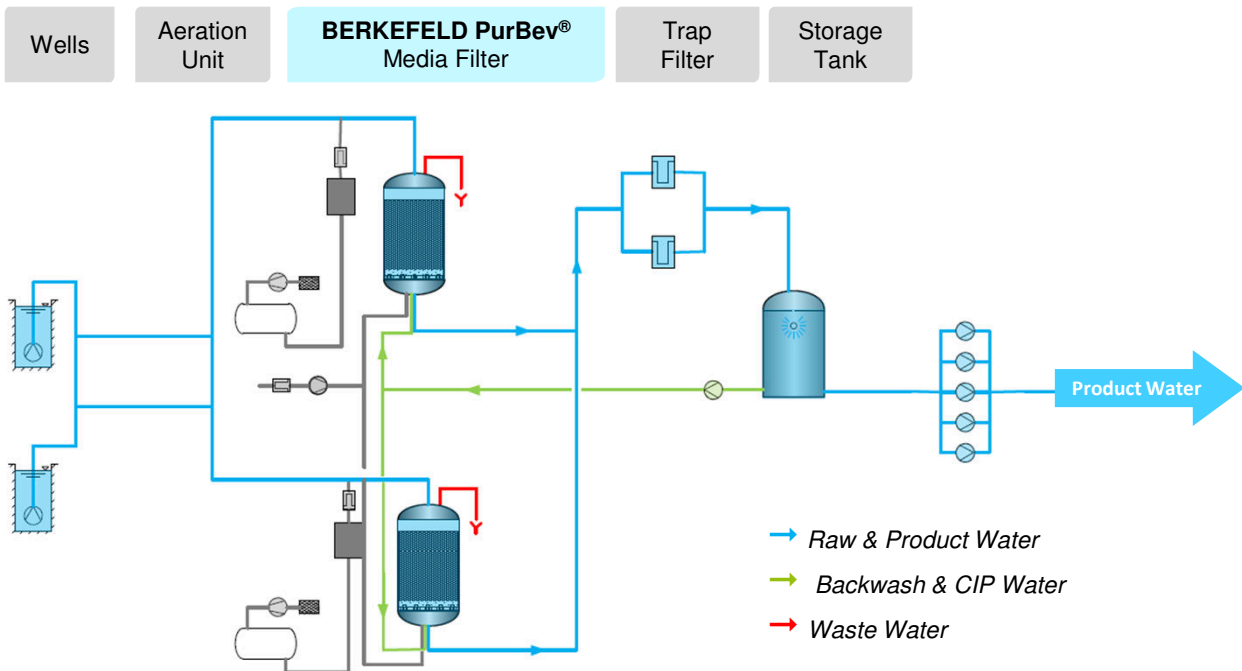 Wells
Aeration
Unit
BERKEFELD PurBev®
Media Filter
Trap
Filter
Storage
Tank
Product Water
Raw & Product Water
Backwash & CIP Water
Waste Water